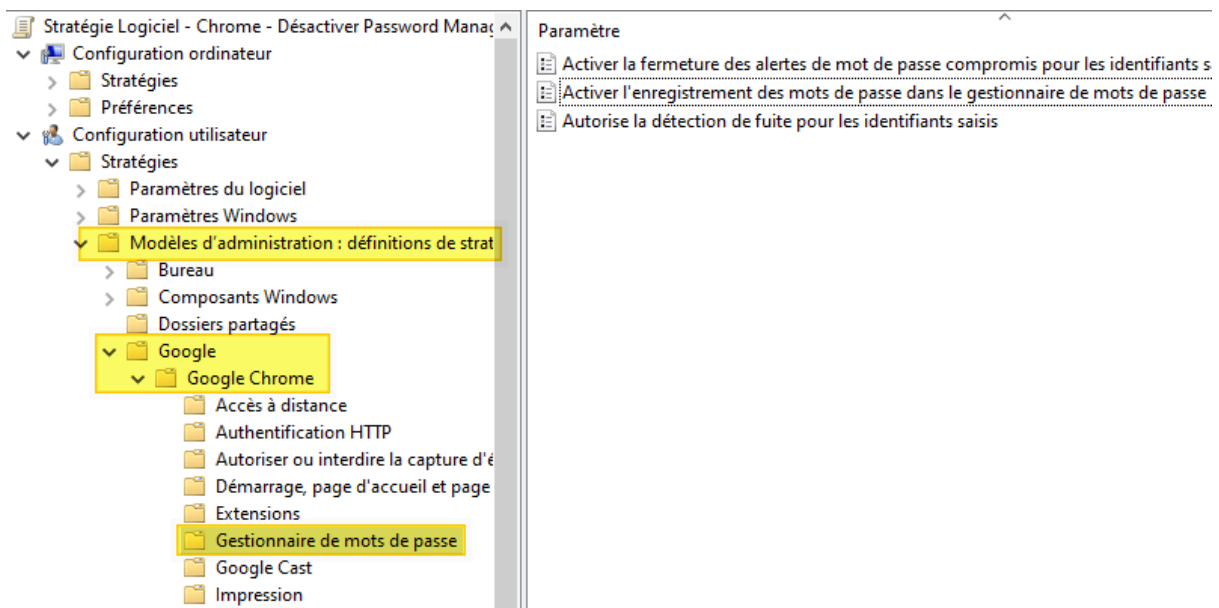 Stratégie Logiciel - Chrome - Désactiver Password Manag
Configuration ordinateur
Stratégies
Préférences
Configuration utilisateur
Stratégies
Paramètres du logiciel
Paramètres Windows
Modèles d'administration : définitions de strat
Bureau
Composants Windows
Dossiers partagés
Google
Google Chrome
Accès à distance
Authentification HTTP
Autoriser ou interdire la capture d'é
Démarrage, page d'accueil et page
Extensions
Gestionnaire de mots de passe
Google Cast
Impression
Paramètre
Activer la fermeture des alertes de mot de passe compromis pour les identifiants s
Activer l'enregistrement des mots de passe dans le gestionnaire de mots de passe
Autorise la détection de fuite pour les identifiants saisis